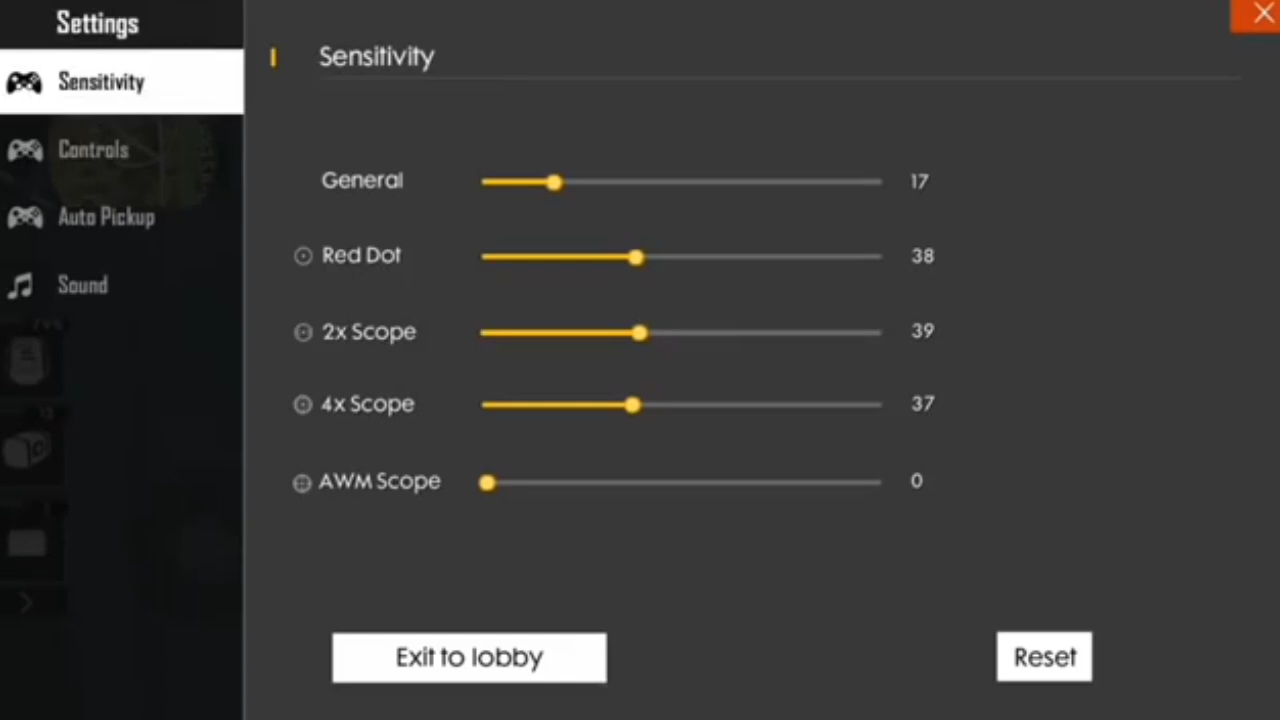 Settings
Sensitivity
Controls
Auto Pickup
Sound
Sensitivity
General 17
Red Dot 38
2x Scope 39
4x Scope 37
AWM Scope 0
Exit to lobby
Reset